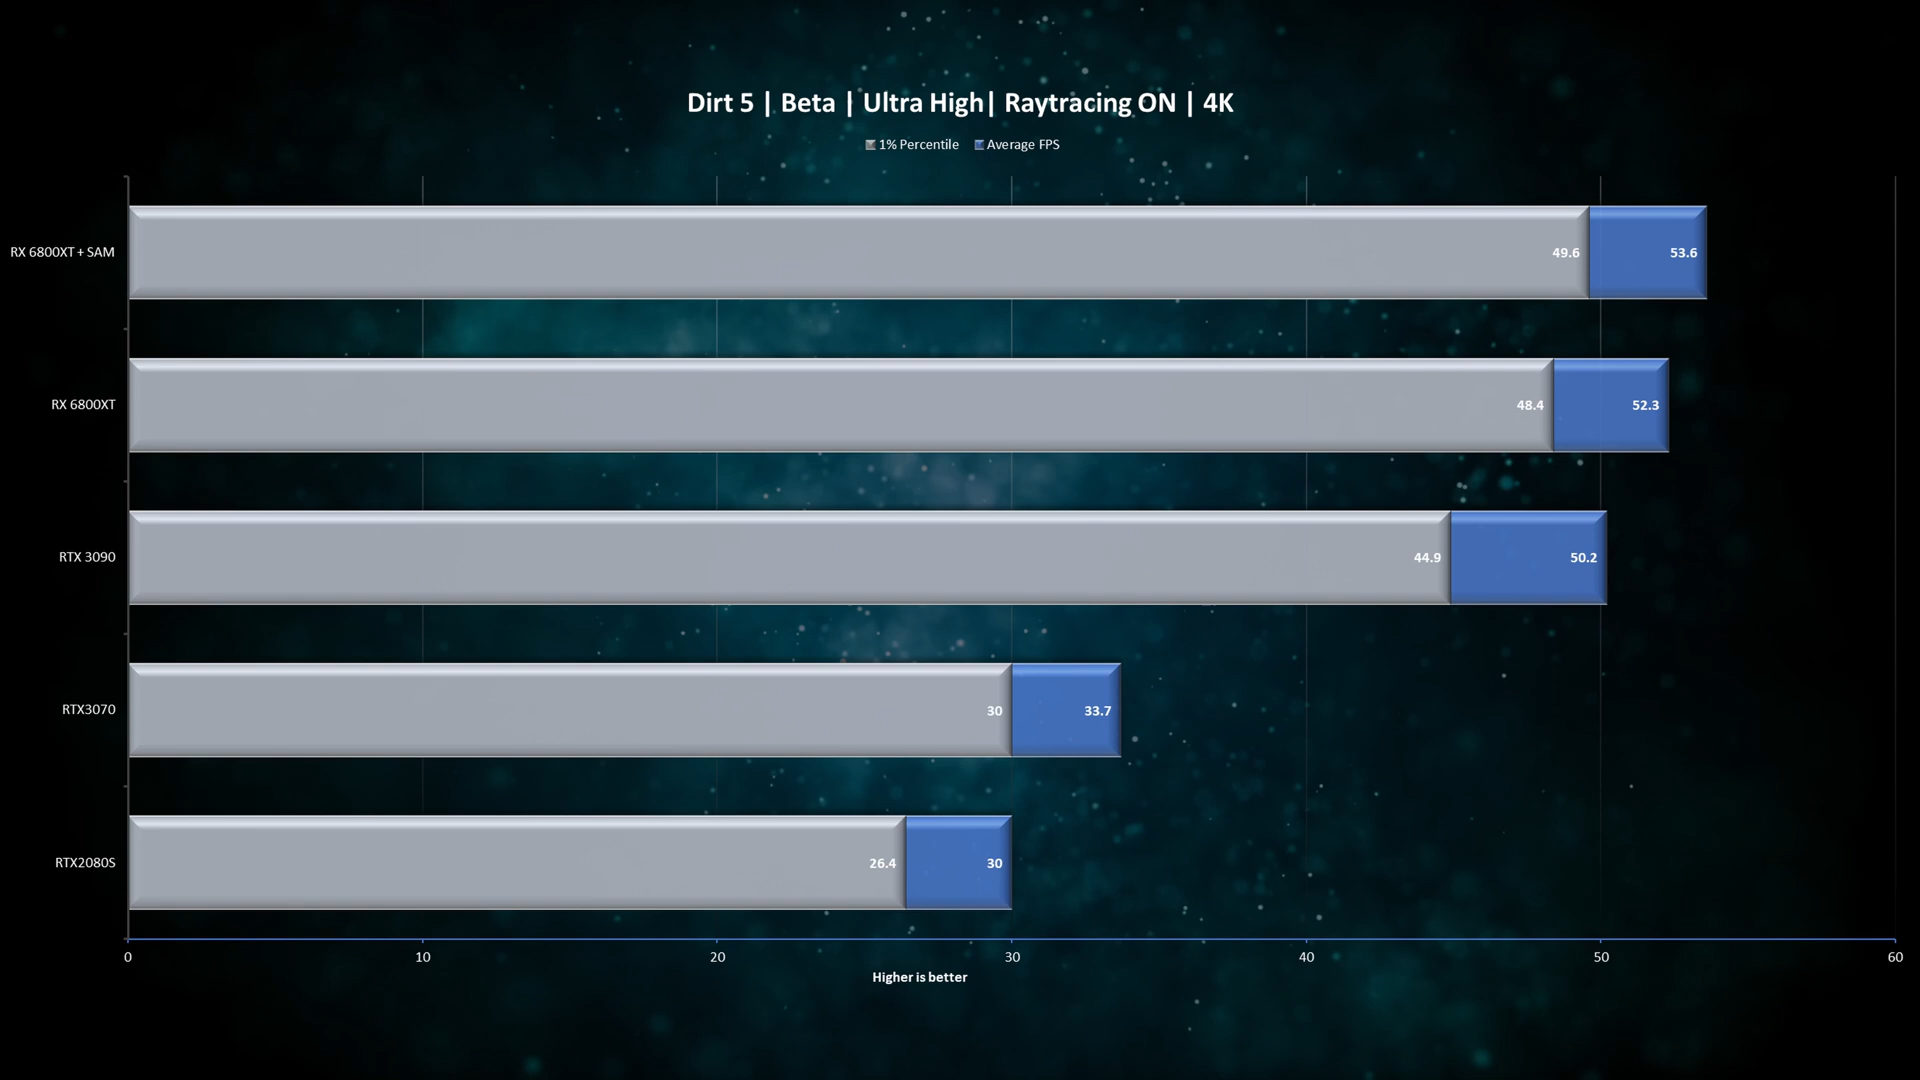 Dirt 5 | Beta | Ultra High| Raytracing ON | 4K
1% Percentile Average FPS
RX 6800XT + SAM 49.6 53.6
RX 6800XT 48.4 52.3
RTX 3090 44.9 50.2
RTX3070 30 33.7
RTX2080S 26.4 30
0 10 20 30 40 50 60
Higher is better